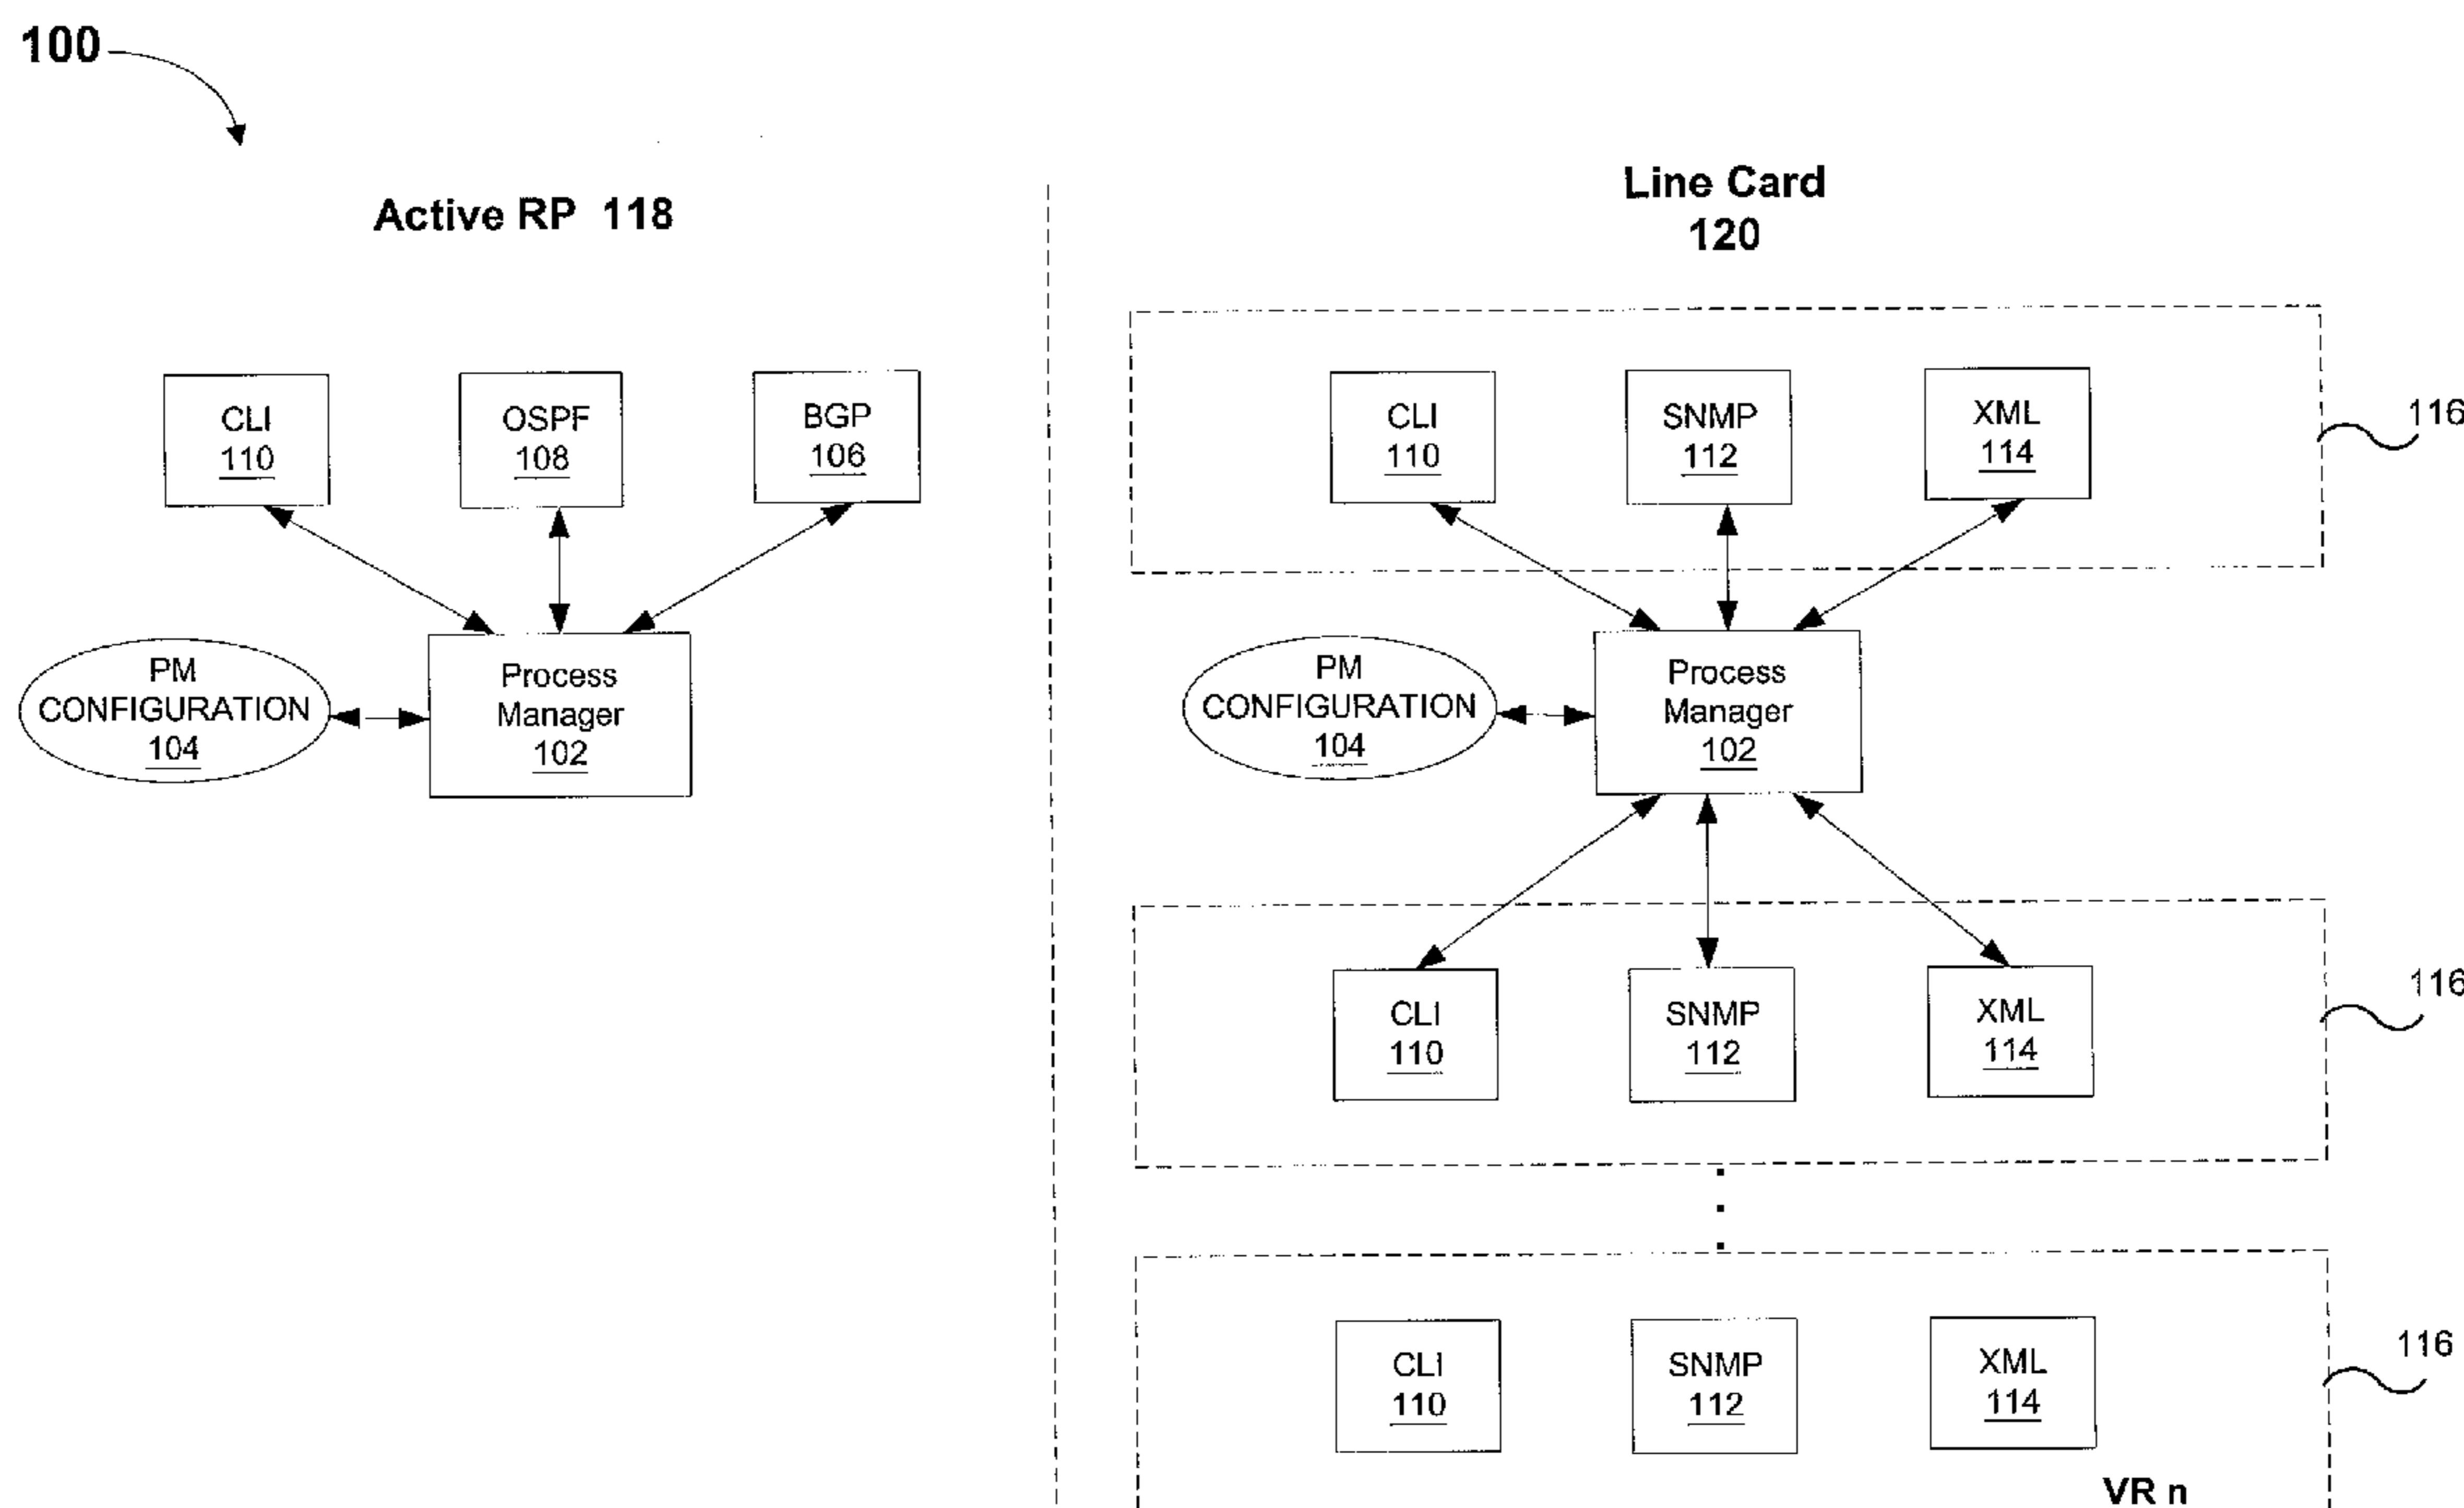 100
Active RP 118
CLI
110
OSPF
108
BGP
106
PM
CONFIGURATION
104
Process
Manager
102
Line Card
120
CLI
110
SNMP
112
XML
114
116
PM
CONFIGURATION
104
Process
Manager
102
CLI
110
SNMP
112
XML
114
116
CLI
110
SNMP
112
XML
114
116
VR n